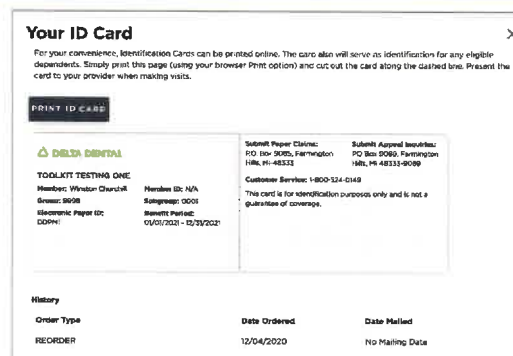 Your ID Card
For your convenience, Identification Cards can be printed online. The card also will serve as identification for any eligible
dependents. Simply print this page (using your browser Print option) and cut out the card along the dashed line. Present the
card to your provider when making visits.
PRINT ID CARD
DELTA DENTAL
TOOLKIT TESTING ONE
Member: Winston Churchill
Member ID: N/A
Group: 9998
Subgroup: 0001
Electronic Payor ID:
DDPMI
Benefit Period:
01/01/2021 - 12/31/2021
Submit Paper Claims:
P.O. Box 9085, Farmington
Hills, MI 48333
Submit Appeal Inquiries:
PO Box 9089, Farmington
Hills, MI 48333-9089
Customer Service: 1-800-524-0149
This card is for identification purposes only and is not a
guarantee of coverage.
History
Order Type
Date Ordered
Date Mailed
REORDER
12/04/2020
No Mailing Date